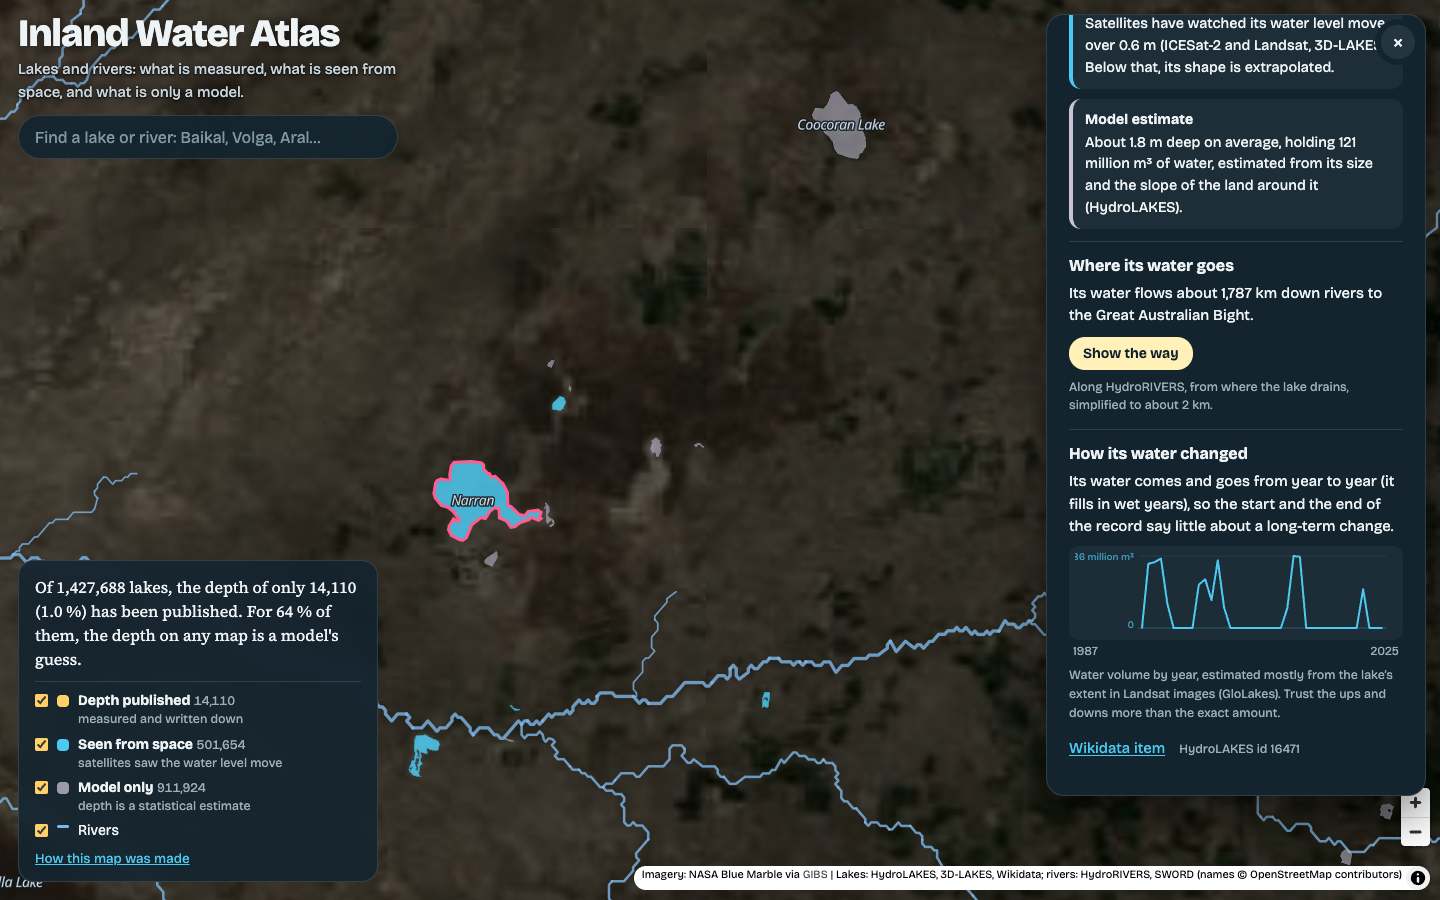 Inland Water Atlas
Lakes and rivers: what is measured, what is seen from
space, and what is only a model.
Find a lake or river: Baikal, Volga, Aral...
Coocoran Lake
Narran
Of 1,427,688 lakes, the depth of only 14,110
(1.0 %) has been published. For 64 % of
them, the depth on any map is a model's
guess.
Depth published 14,110
measured and written down
Seen from space 501,654
satellites saw the water level move
Model only 911,924
depth is a statistical estimate
Rivers
How this map was made
lla Lake
Satellites have watched its water level move
over 0.6 m (ICESat-2 and Landsat, 3D-LAKES
Below that, its shape is extrapolated.
×
Model estimate
About 1.8 m deep on average, holding 121
million m³ of water, estimated from its size
and the slope of the land around it
(HydroLAKES).
Where its water goes
Its water flows about 1,787 km down rivers to
the Great Australian Bight.
Show the way
Along HydroRIVERS, from where the lake drains,
simplified to about 2 km.
How its water changed
Its water comes and goes from year to year (it
fills in wet years), so the start and the end of
the record say little about a long-term change.
36 million m³
0
1987 2025
Water volume by year, estimated mostly from the lake's
extent in Landsat images (GloLakes). Trust the ups and
downs more than the exact amount.
Wikidata item HydroLAKES id 16471
+
−
Imagery: NASA Blue Marble via GIBS | Lakes: HydroLAKES, 3D-LAKES, Wikidata; rivers: HydroRIVERS, SWORD (names © OpenStreetMap contributors)